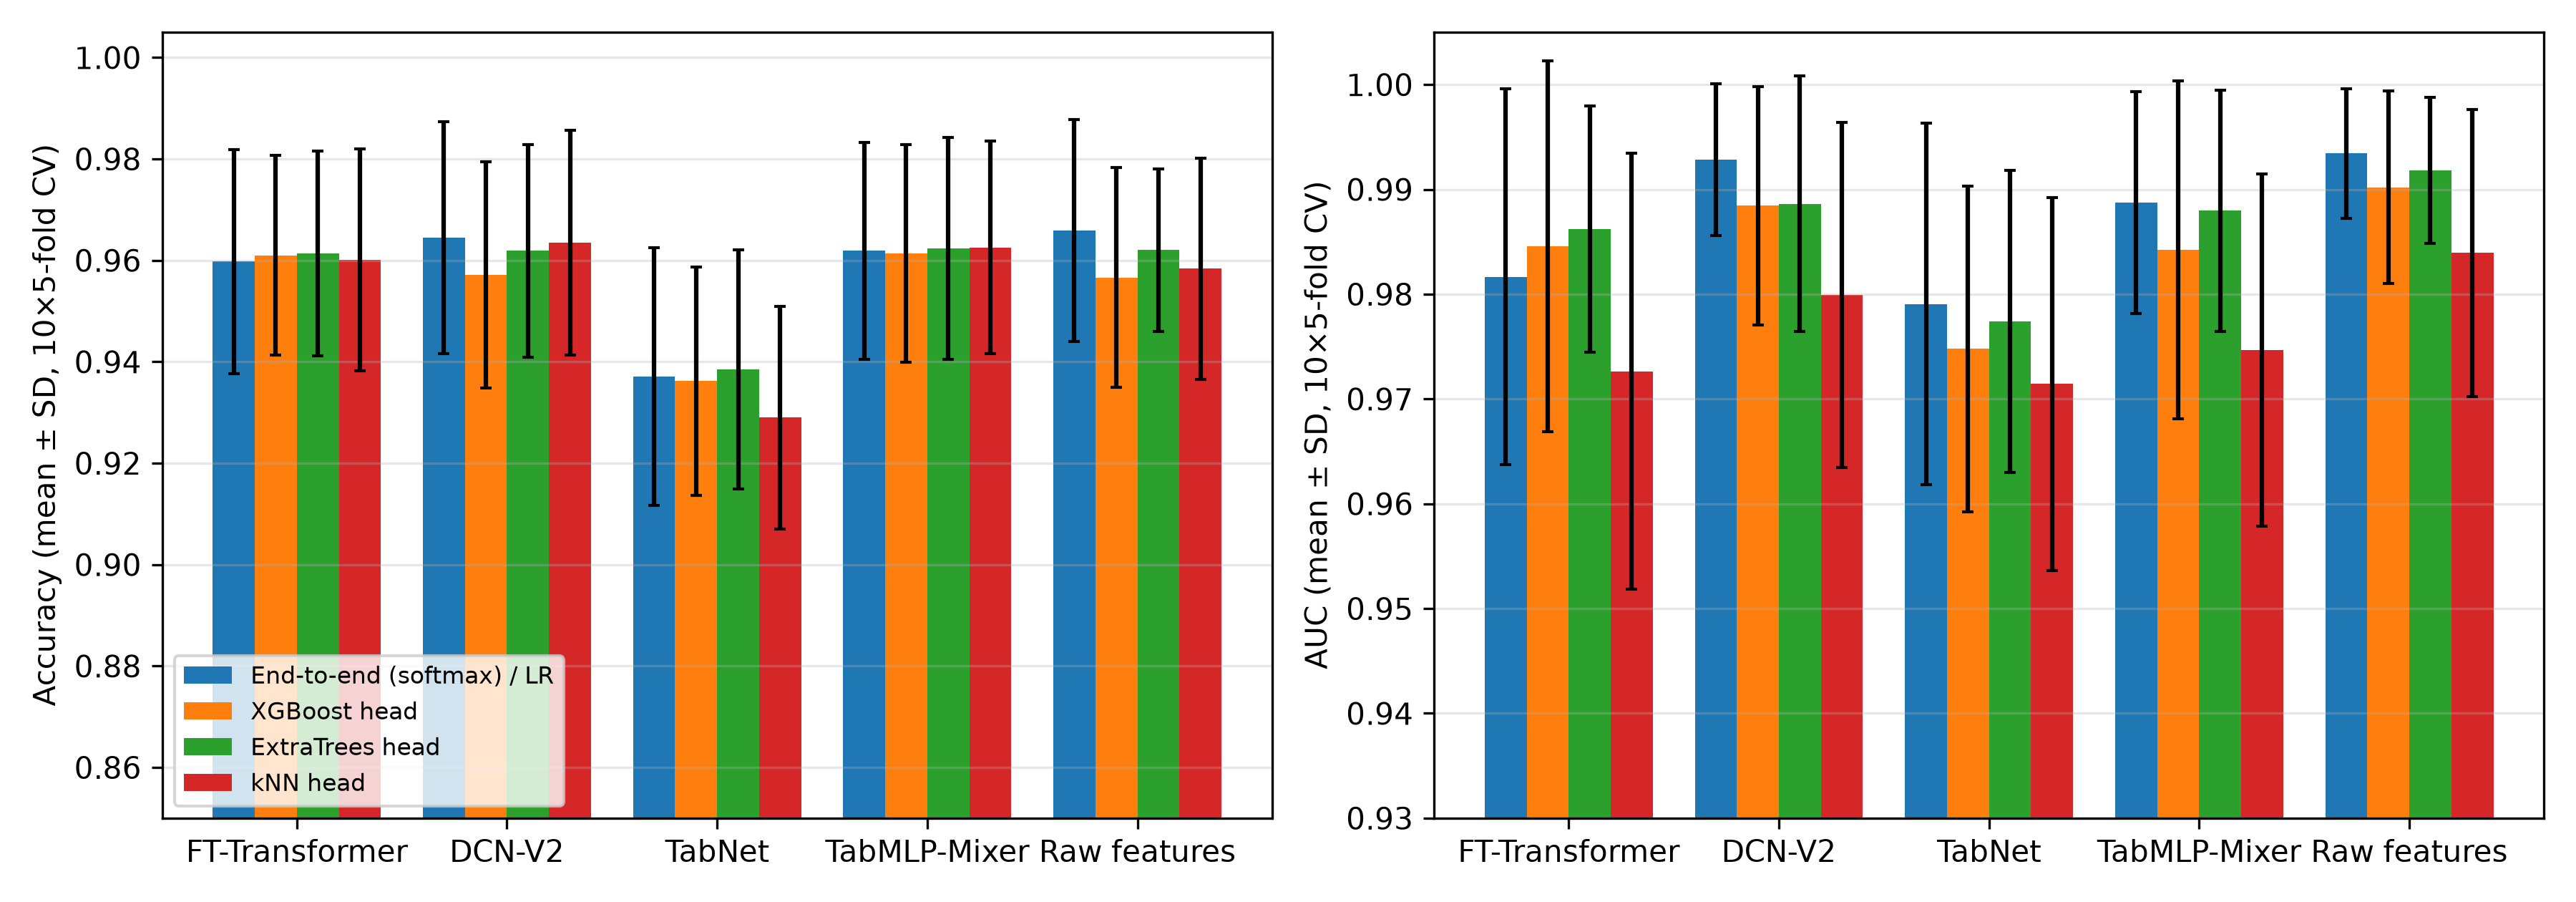 Accuracy (mean ± SD, 10×5-fold CV)
1.00
0.98
0.96
0.94
0.92
0.90
0.88
0.86
End-to-end (softmax) / LR
XGBoost head
ExtraTrees head
kNN head
FT-Transformer DCN-V2 TabNet TabMLP-Mixer Raw features
AUC (mean ± SD, 10×5-fold CV)
1.00
0.99
0.98
0.97
0.96
0.95
0.94
0.93
FT-Transformer DCN-V2 TabNet TabMLP-Mixer Raw features